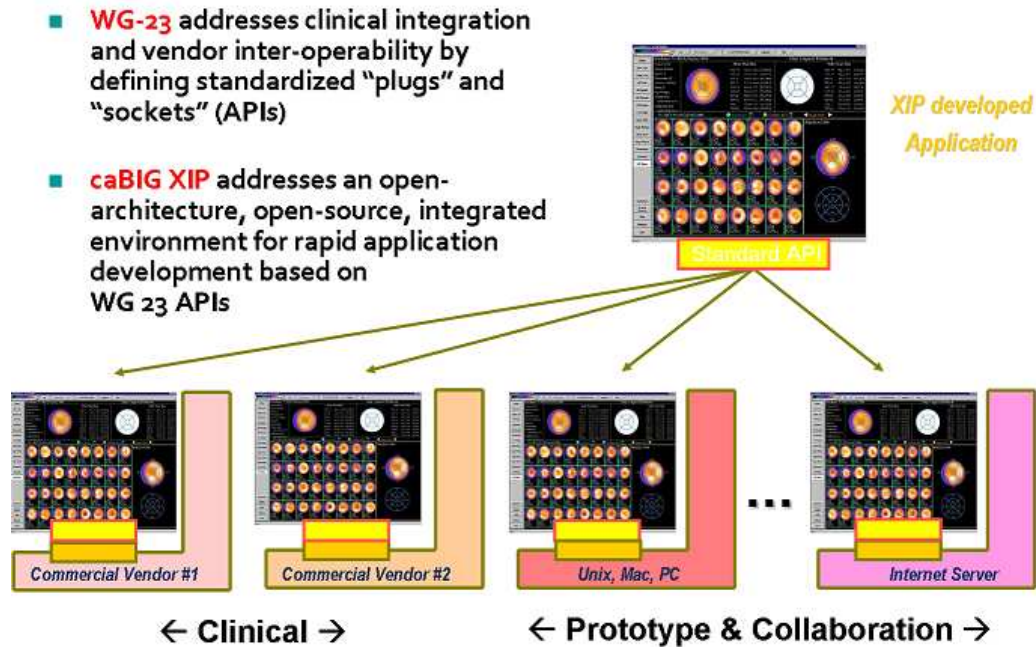 WG-23 addresses clinical integration
and vendor inter-operability by
defining standardized “plugs” and
“sockets” (APIs)
caBIG XIP addresses an open-
architecture, open-source, integrated
environment for rapid application
development based on
WG 23 APIs
XIP developed
Application
Standard API
...
Commercial Vendor #1
Commercial Vendor #2
Unix, Mac, PC
Internet Server
← Clinical →
← Prototype & Collaboration →